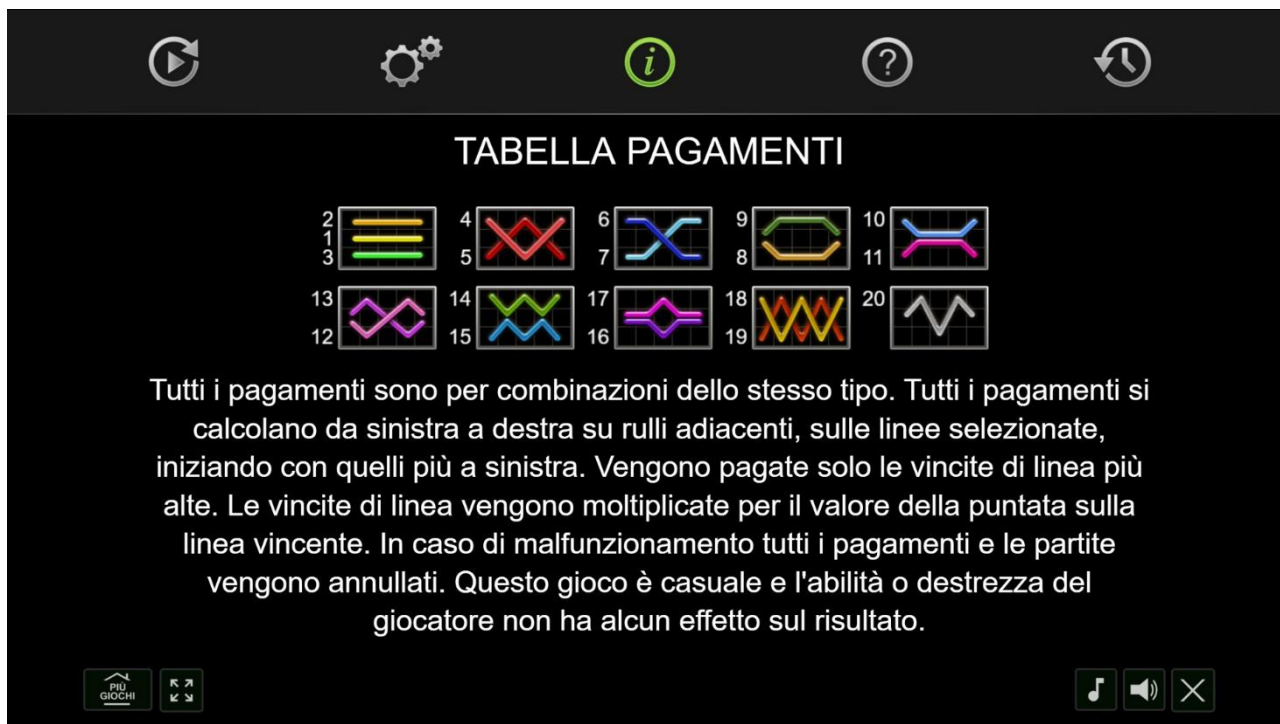 TABELLA PAGAMENTI
2
1
3
4
5
6
7
9
8
10
11
13
12
14
15
17
16
18
19
20
Tutti i pagamenti sono per combinazioni dello stesso tipo. Tutti i pagamenti si
calcolano da sinistra a destra su rulli adiacenti, sulle linee selezionate,
iniziando con quelli più a sinistra. Vengono pagate solo le vincite di linea più
alte. Le vincite di linea vengono moltiplicate per il valore della puntata sulla
linea vincente. In caso di malfunzionamento tutti i pagamenti e le partite
vengono annullati. Questo gioco è casuale e l'abilità o destrezza del
giocatore non ha alcun effetto sul risultato.
PIÙ
GIOCHI